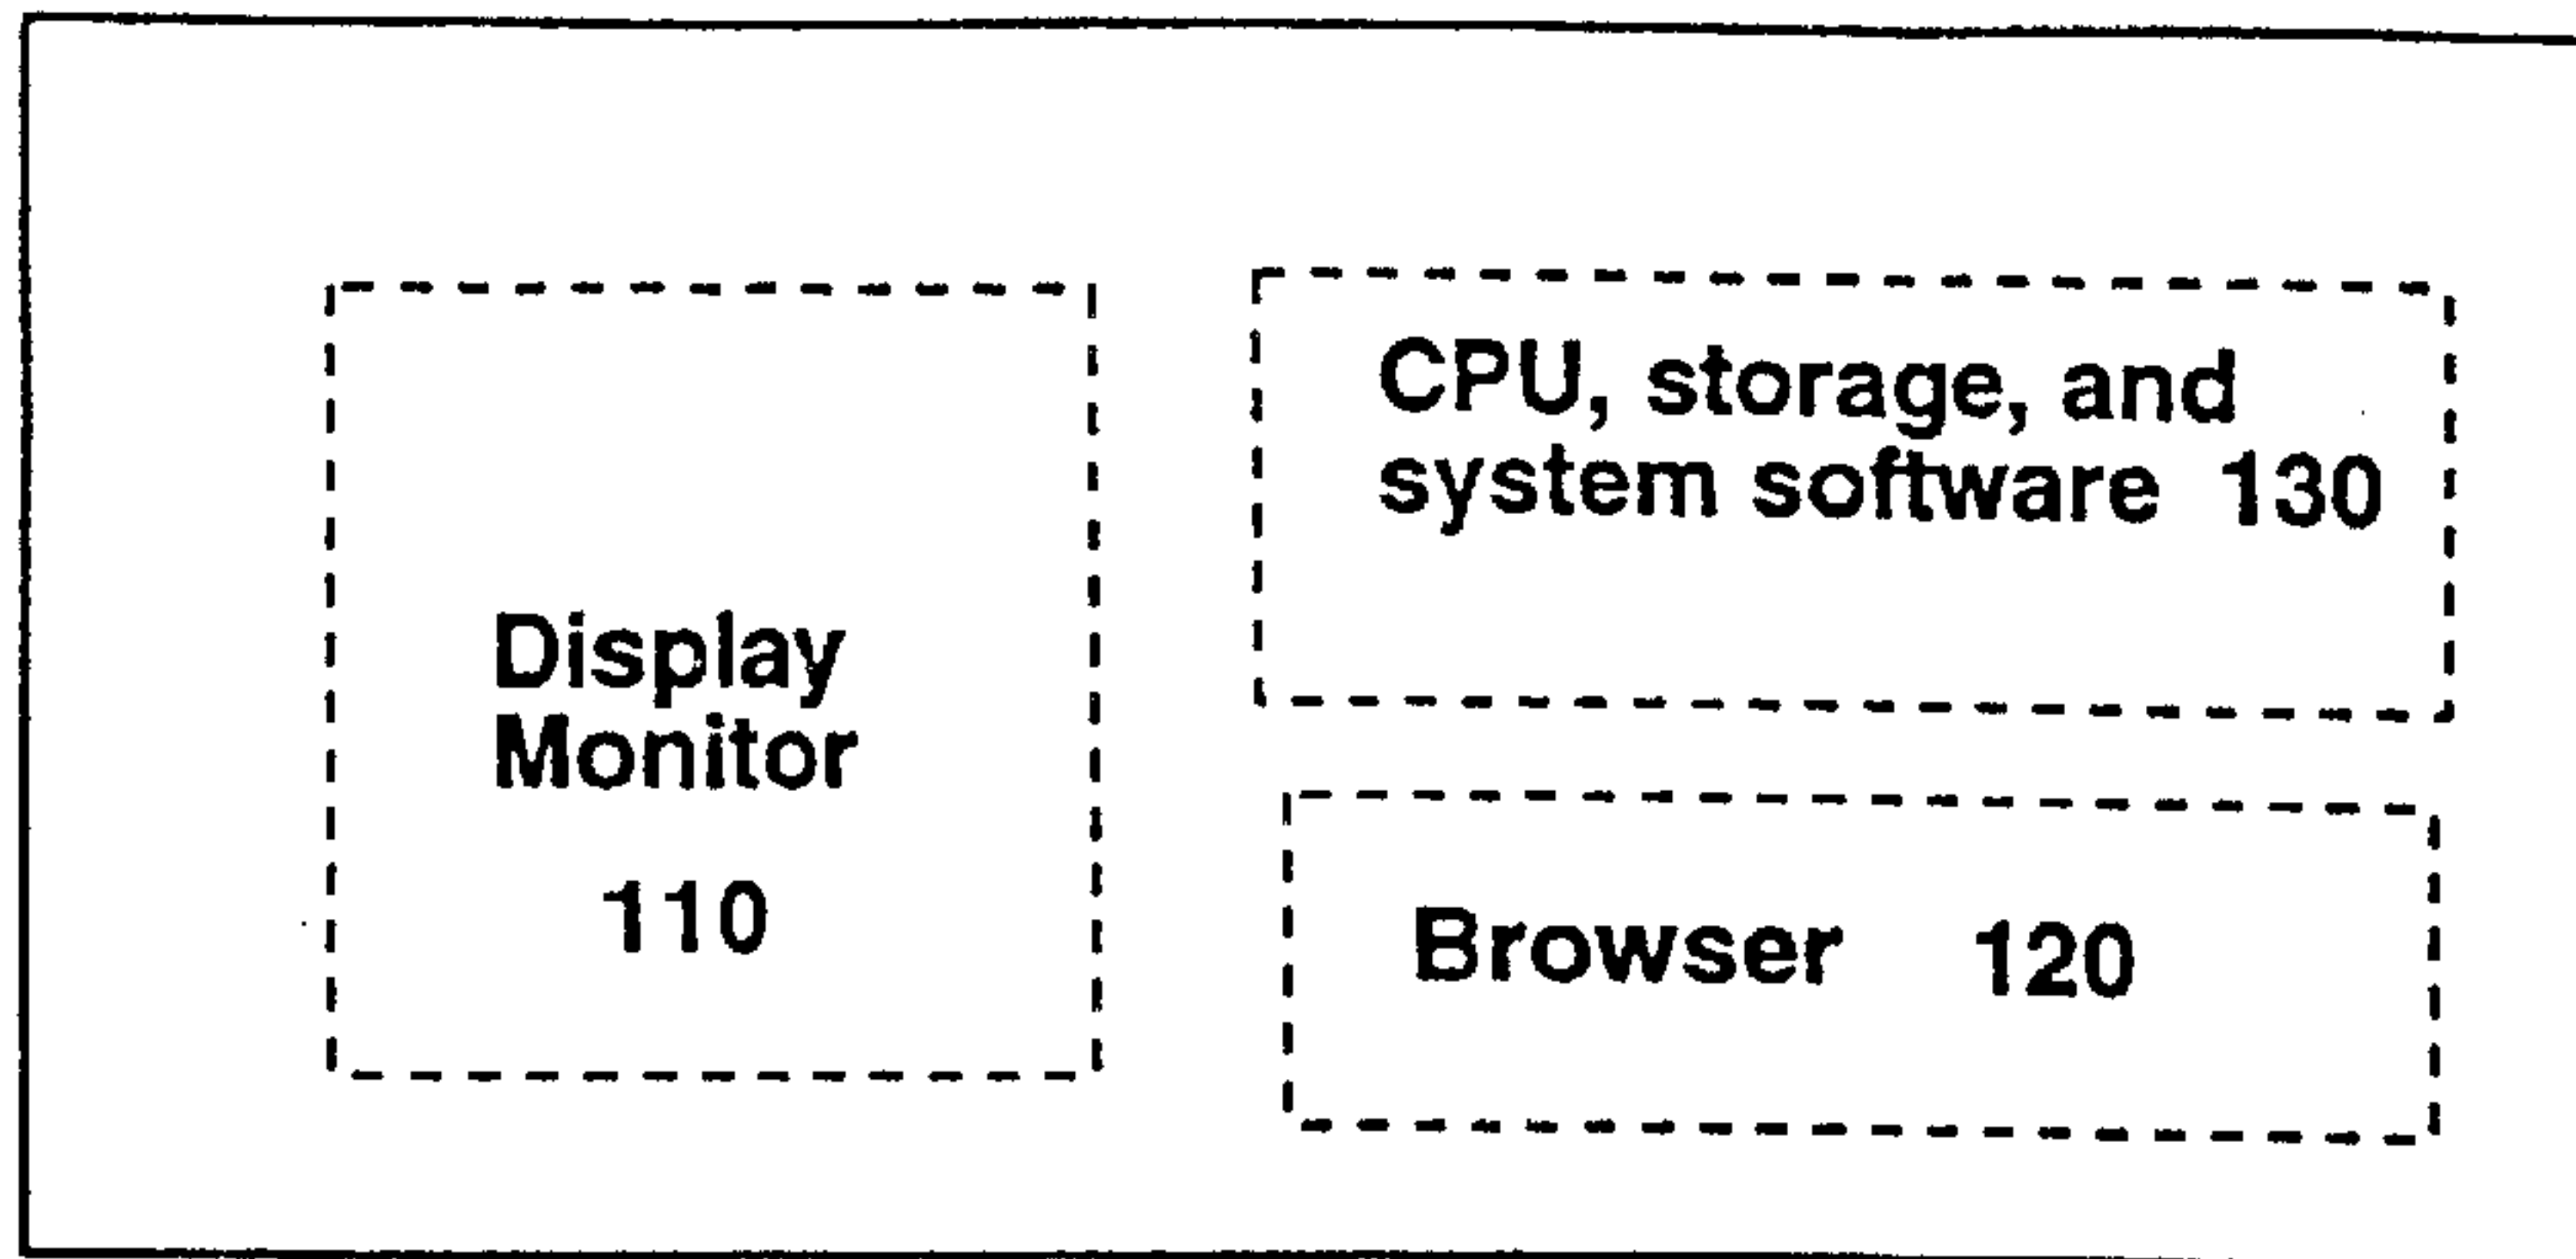 Display
Monitor
110
CPU, storage, and
system software 130
Browser 120